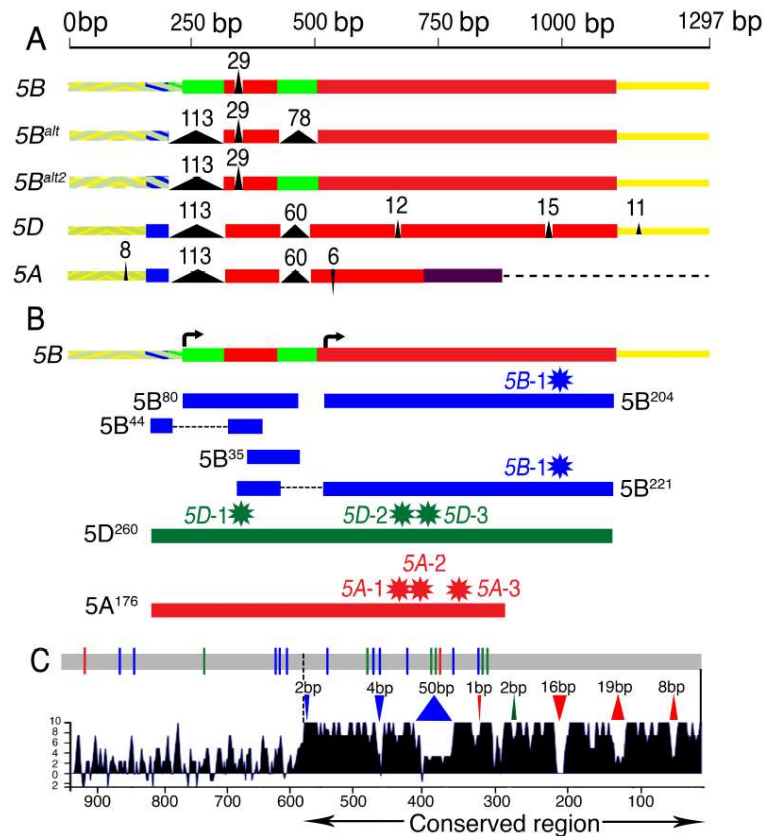 0bp 250 bp 500 bp 750 bp 1000 bp 1297 bp
A
29
5B
113 29 78
5B^alt
113 29
5B^alt2
113 60 12 15 11
5D
8 113 60 6
5A
B
5B
5B-1
5B^80 5B^204
5B^44
5B^35
5B-1
5B^221
5D-1 5D-2 5D-3
5D^260
5A-2
5A-1 5A-3
5A^176
C
2bp 4bp 50bp 1bp 2bp 16bp 19bp 8bp
10
8
6
4
2
0
2
900 800 700 600 500 400 300 200 100
Conserved region